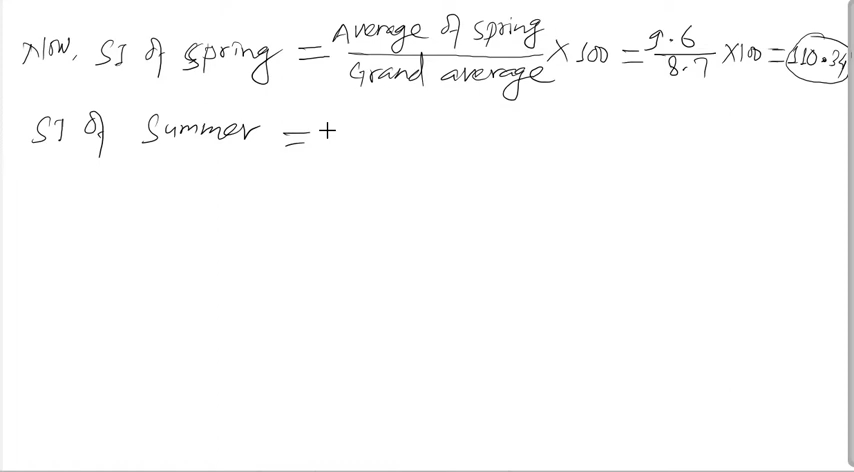 Now, SI of spring = Average of spring / Grand average × 100 = 9.6 / 8.7 × 100 = 110.34
SI of Summer = +